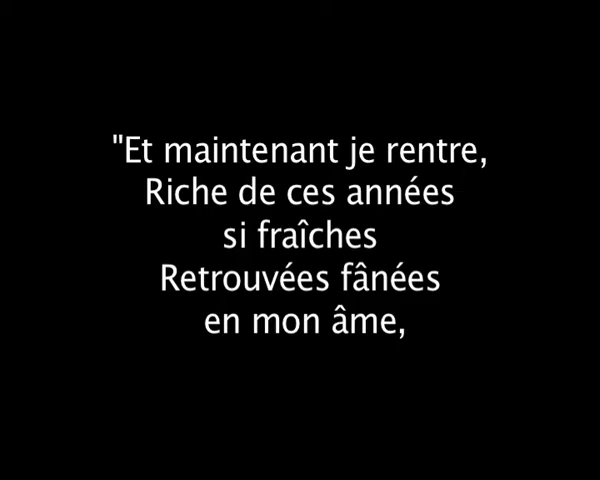 "Et maintenant je rentre,
Riche de ces années
si fraîches
Retrouvées fânées
en mon âme,